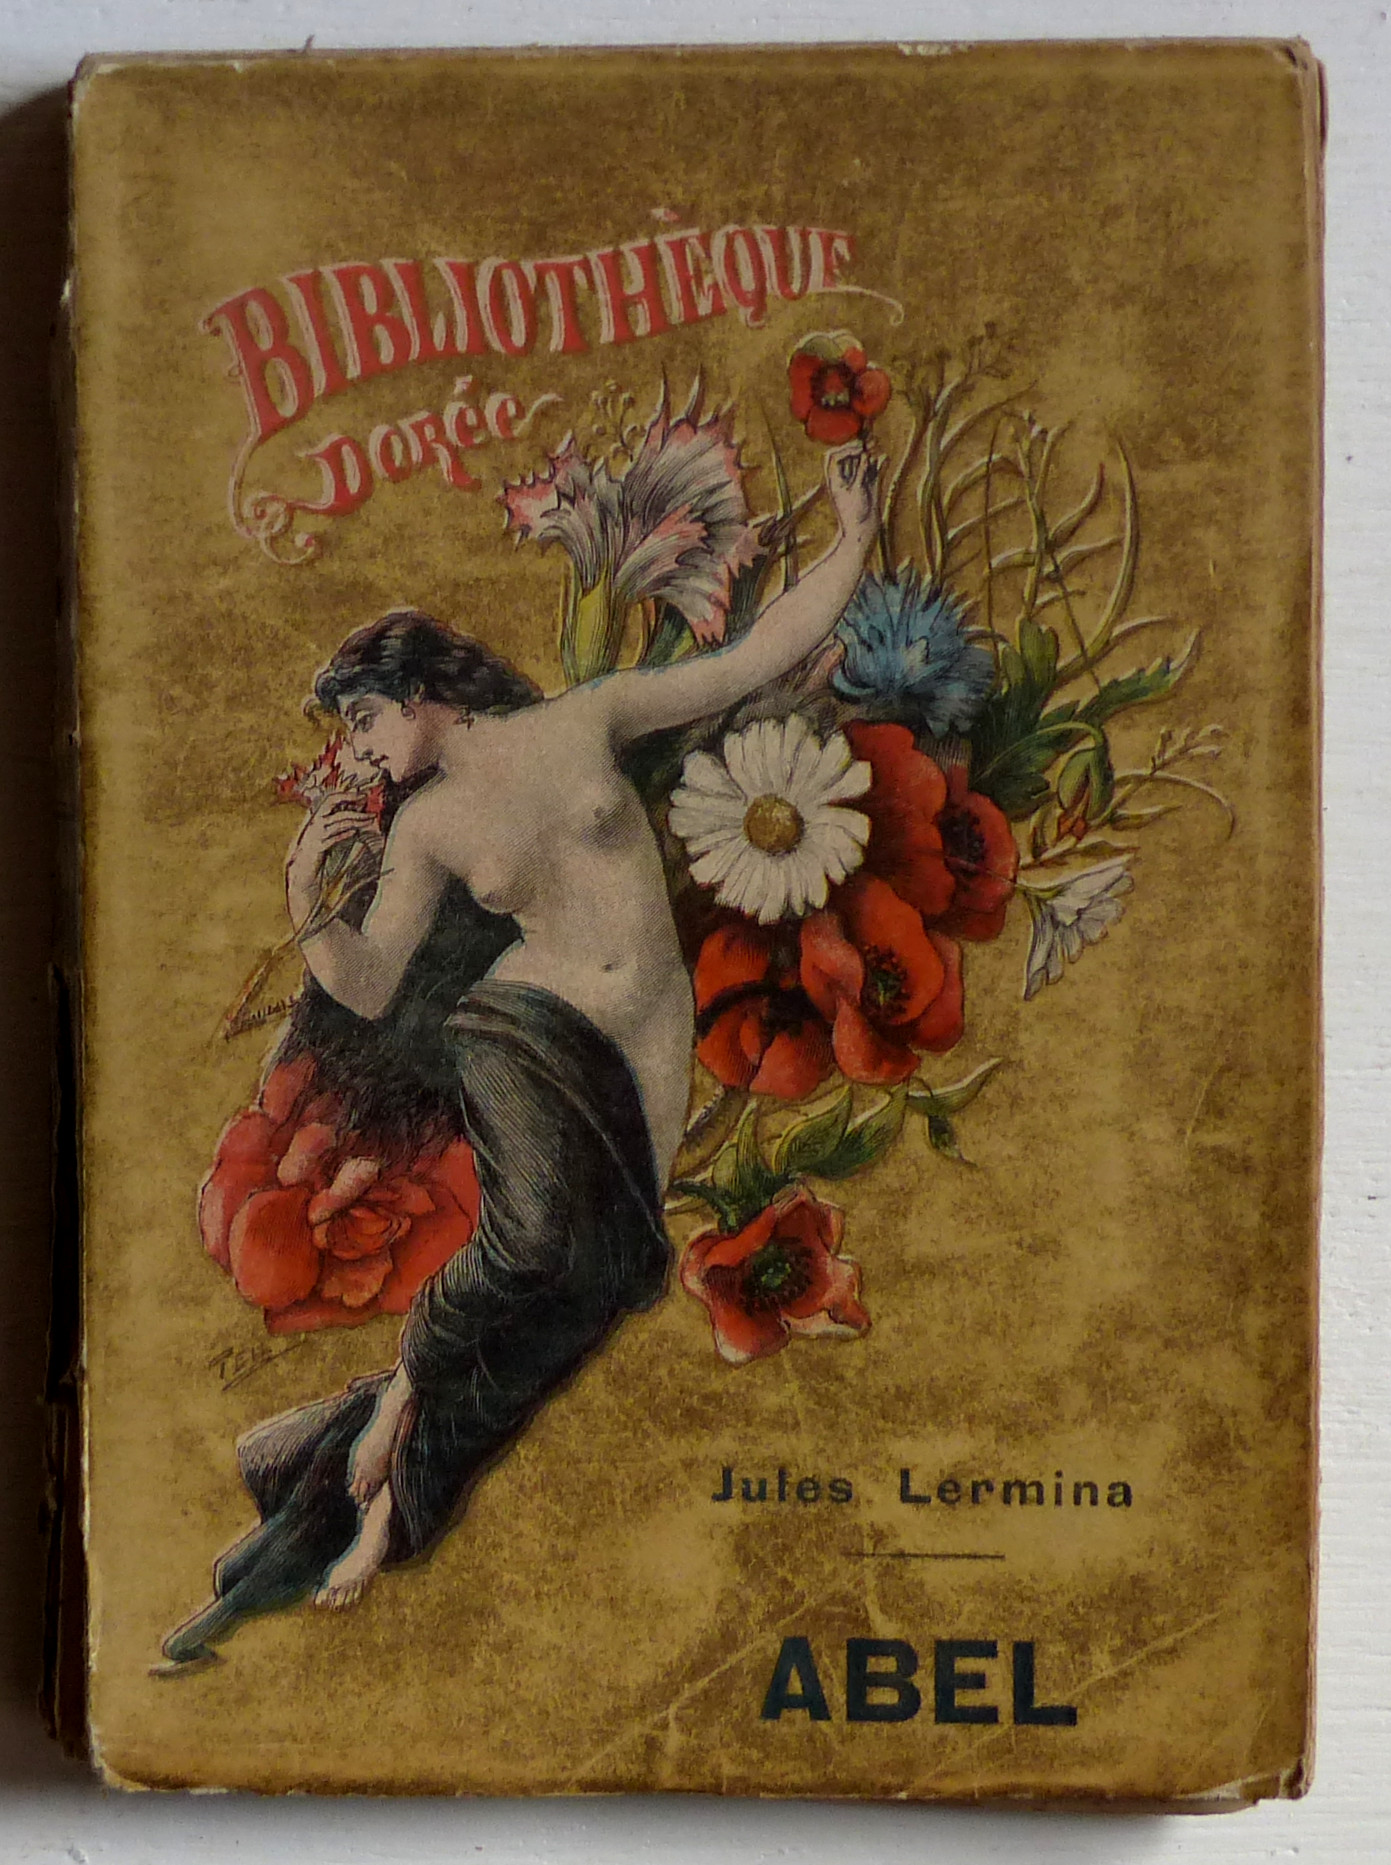 BIBLIOTHÈQUE
DORÉE
Jules Lermina
ABEL